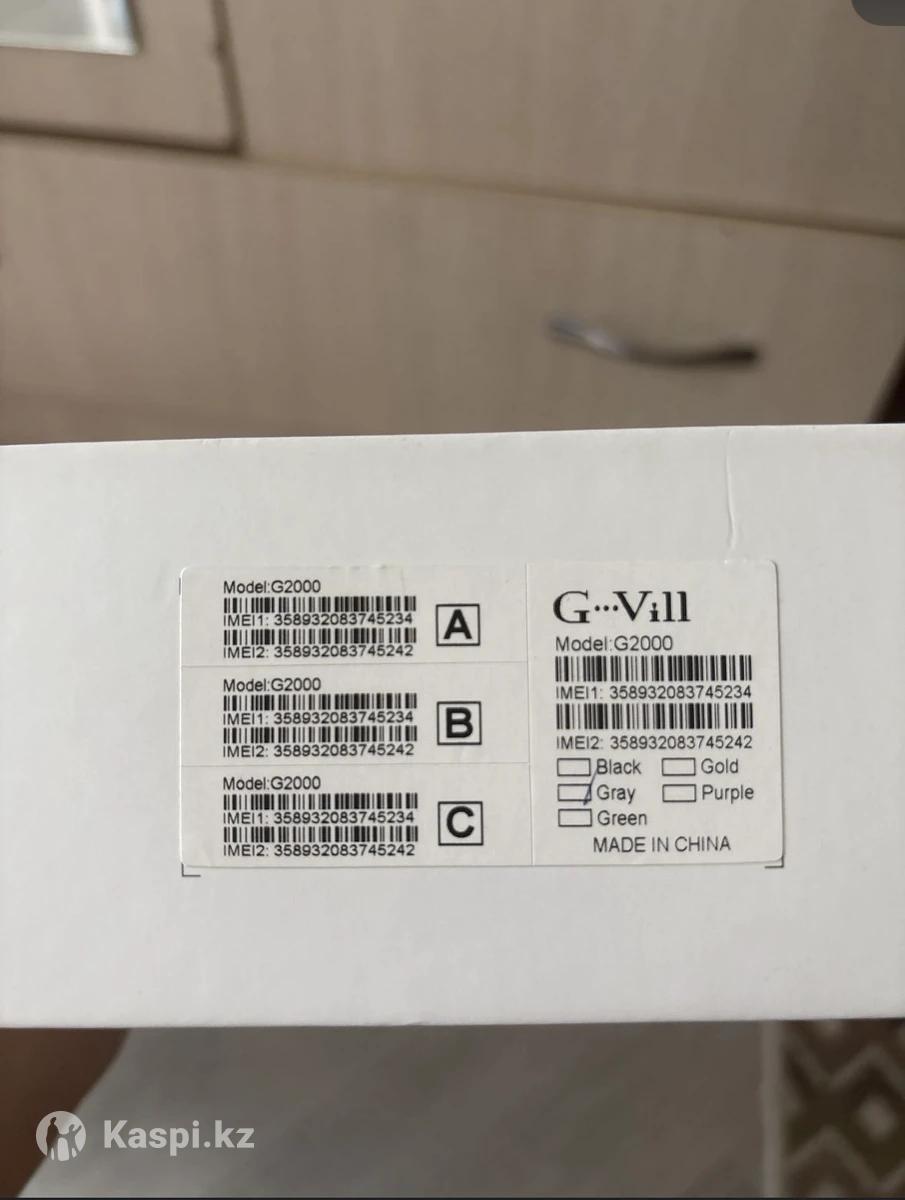 Model:G2000
IMEI1: 358932083745234
IMEI2: 358932083745242
A
Model:G2000
IMEI1: 358932083745234
IMEI2: 358932083745242
B
Model:G2000
IMEI1: 358932083745234
IMEI2: 358932083745242
C
G···Vill
Model:G2000
IMEI1: 358932083745234
IMEI2: 358932083745242
Black Gold
Gray Purple
Green
MADE IN CHINA
Kaspi.kz